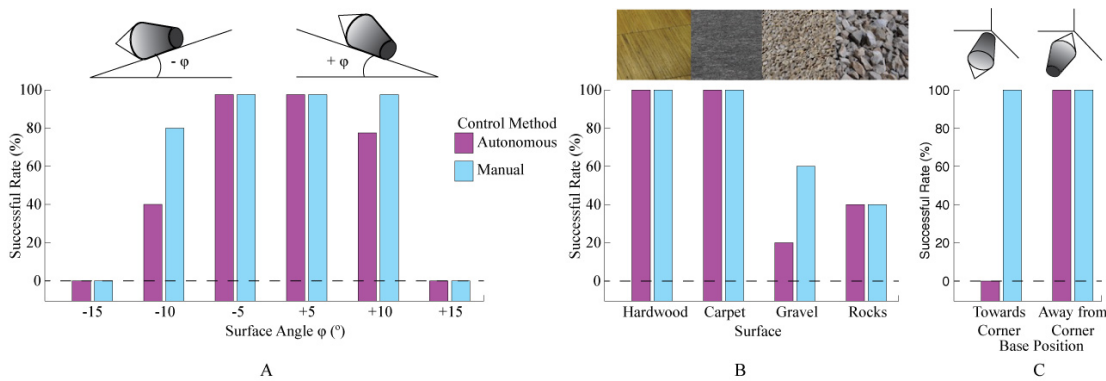 - φ
+ φ
100
80
60
40
20
0
Successful Rate (%)
-15 -10 -5 +5 +10 +15
Surface Angle φ (º)
A
Control Method
Autonomous
Manual
100
80
60
40
20
0
Successful Rate (%)
Hardwood Carpet Gravel Rocks
Surface
B
100
80
60
40
20
0
Successful Rate (%)
Towards Away from
Corner Corner
Base Position
C